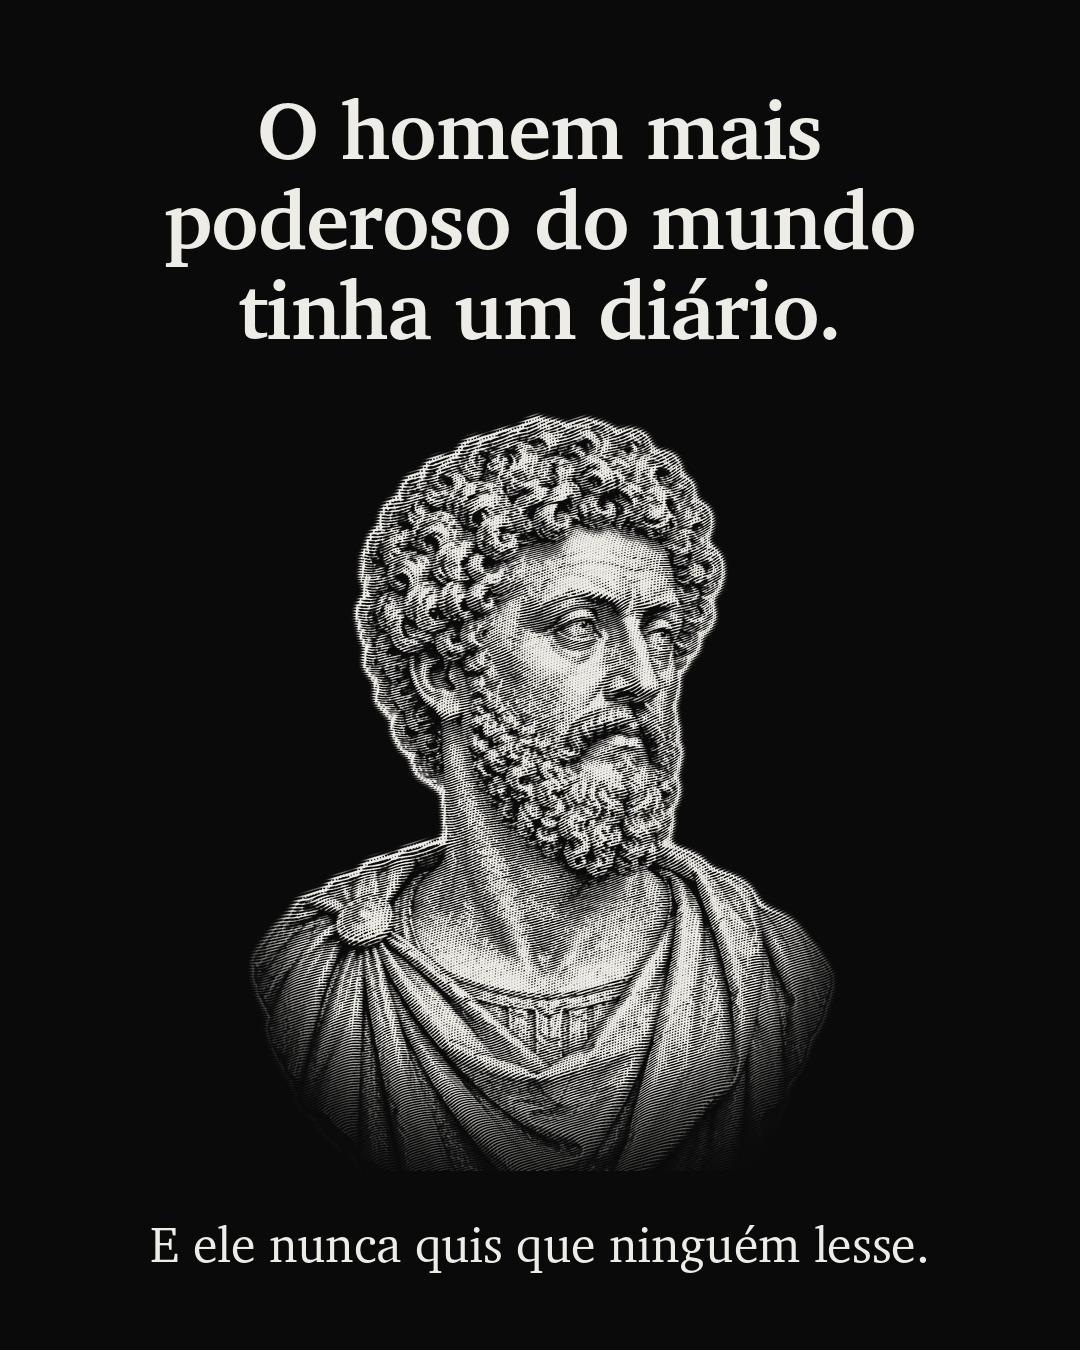 O homem mais
poderoso do mundo
tinha um diário.
E ele nunca quis que ninguém lesse.